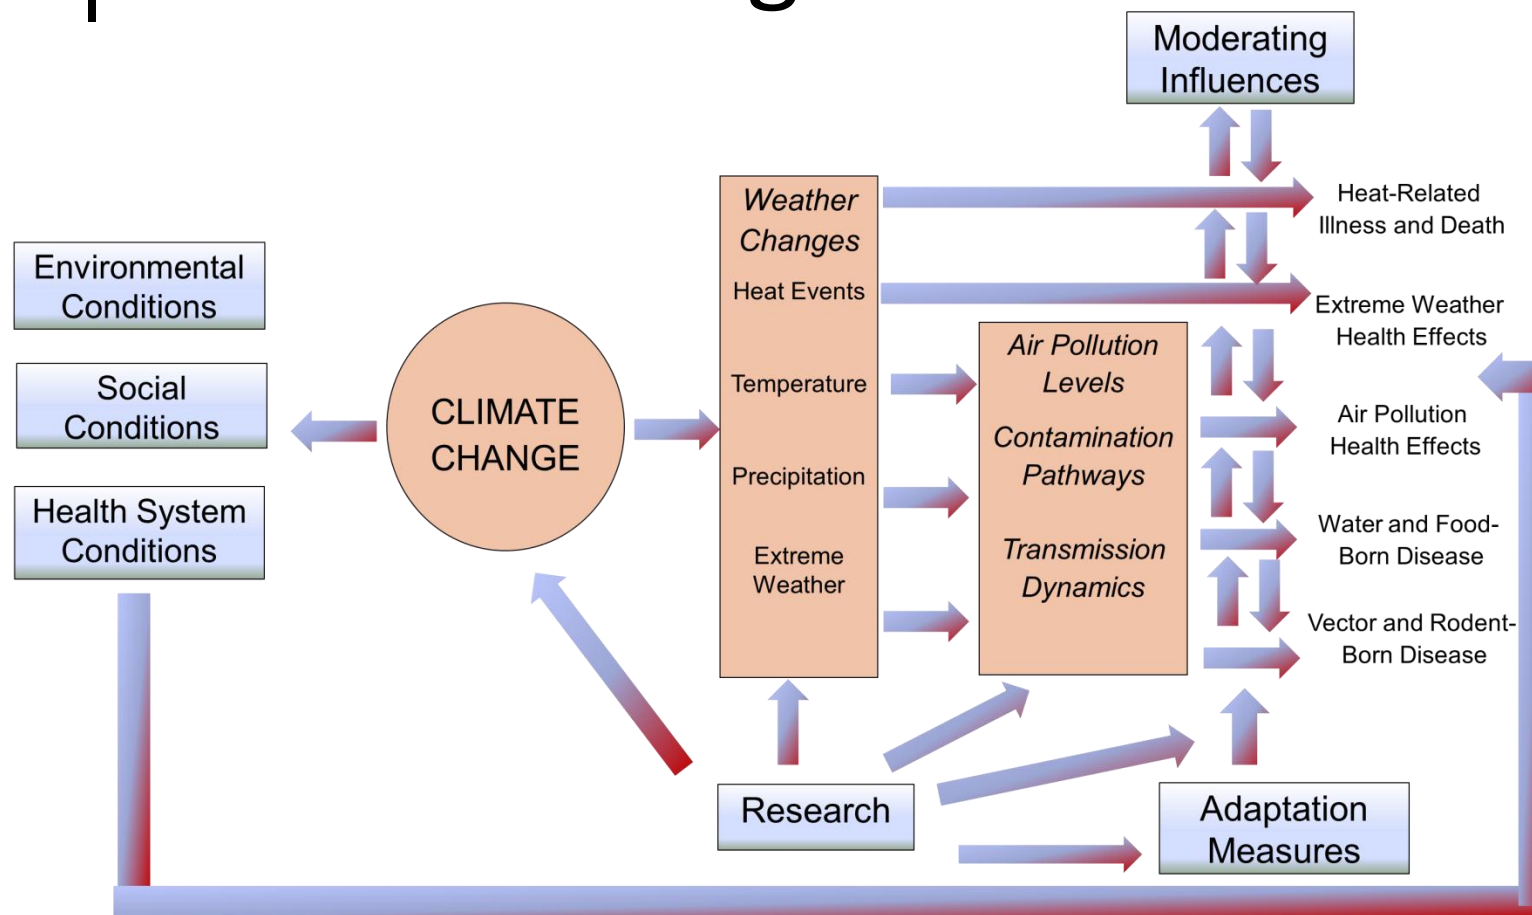 Moderating
Influences
Environmental
Conditions
Social
Conditions
Health System
Conditions
CLIMATE
CHANGE
Weather
Changes
Heat Events
Temperature
Precipitation
Extreme
Weather
Air Pollution
Levels
Contamination
Pathways
Transmission
Dynamics
Heat-Related
Illness and Death
Extreme Weather
Health Effects
Air Pollution
Health Effects
Water and Food-
Born Disease
Vector and Rodent-
Born Disease
Research
Adaptation
Measures